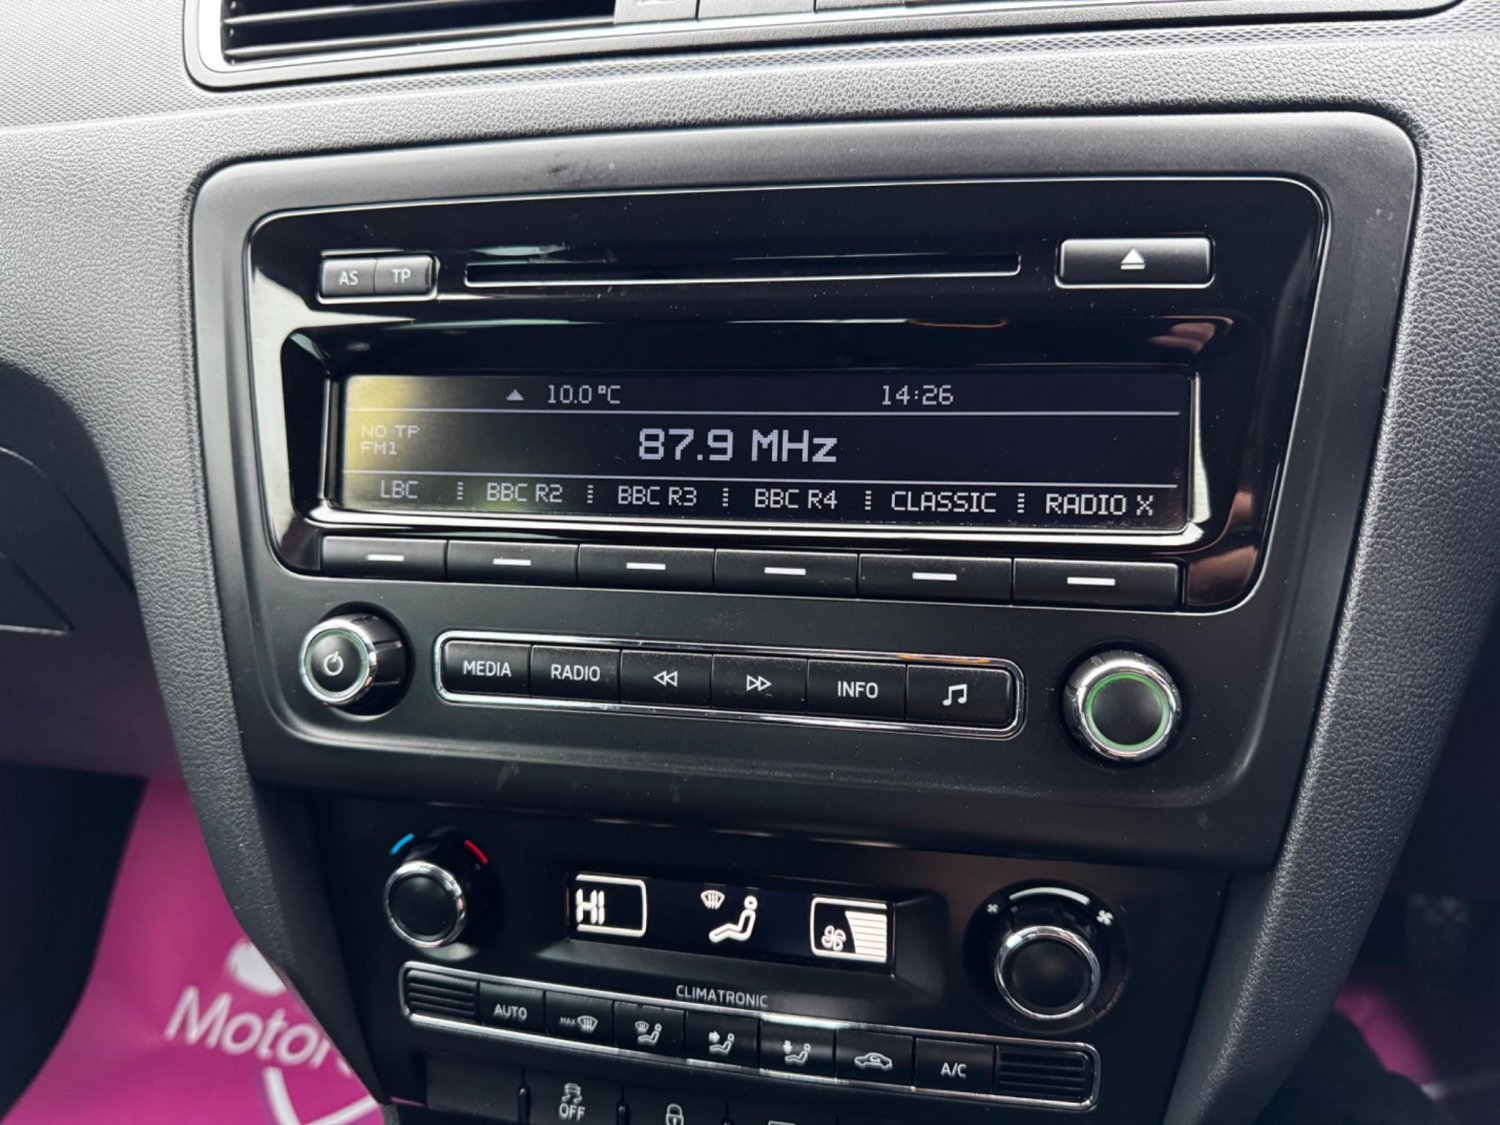 AS TP
10.0 °C 14:26
NO TP
FM1
87.9 MHz
LBC BBC R2 BBC R3 BBC R4 CLASSIC RADIO X
MEDIA RADIO INFO
HI
CLIMATRONIC
AUTO MAX A/C
OFF
Motor